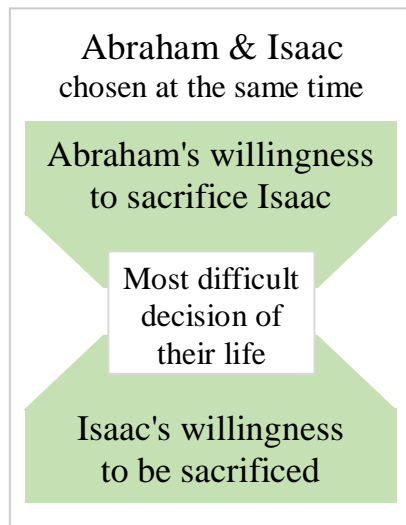 Abraham & Isaac
chosen at the same time
Abraham's willingness
to sacrifice Isaac
Most difficult
decision of
their life
Isaac's willingness
to be sacrificed